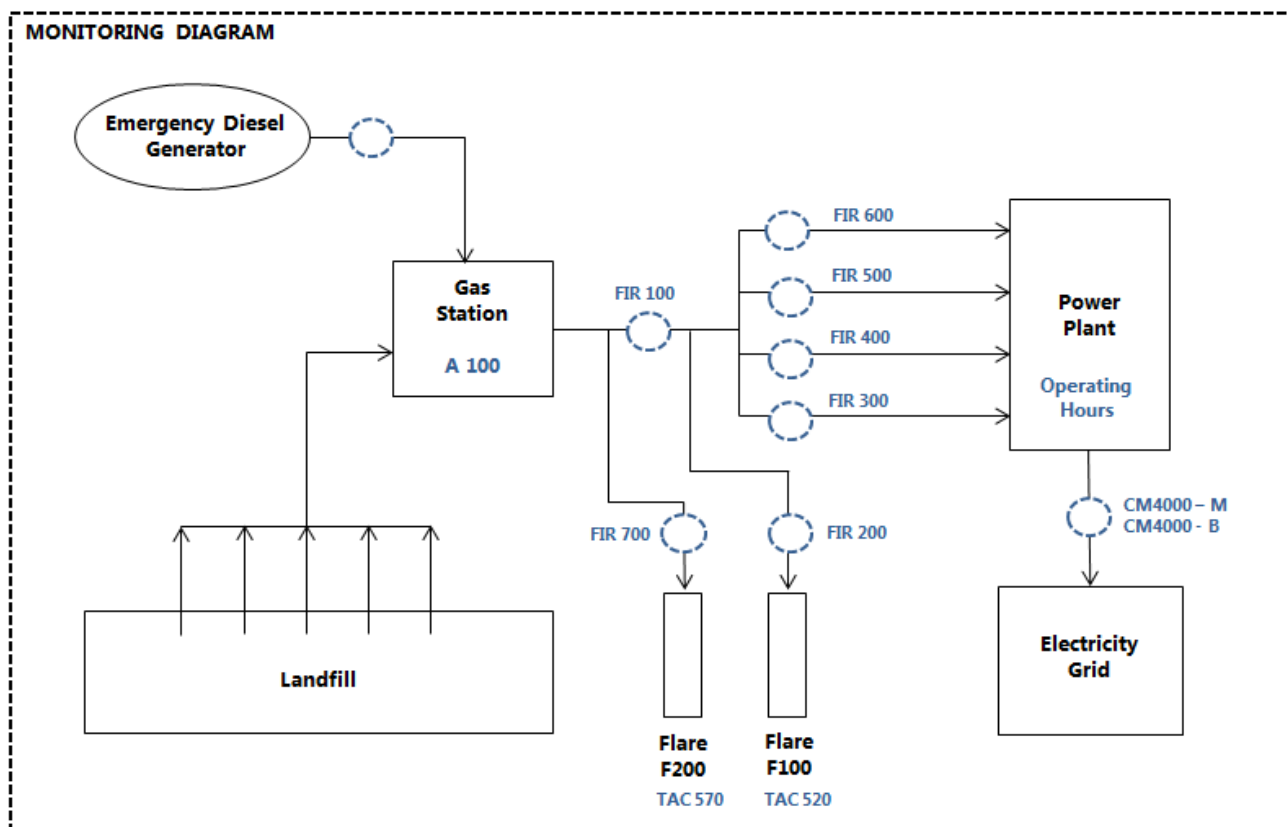 MONITORING DIAGRAM
Emergency Diesel
Generator
FIR 600
FIR 500
FIR 400
FIR 300
FIR 100
Gas
Station
A 100
Power
Plant
Operating
Hours
CM4000 – M
CM4000 - B
FIR 700
FIR 200
Landfill
Electricity
Grid
Flare
F200
TAC 570
Flare
F100
TAC 520